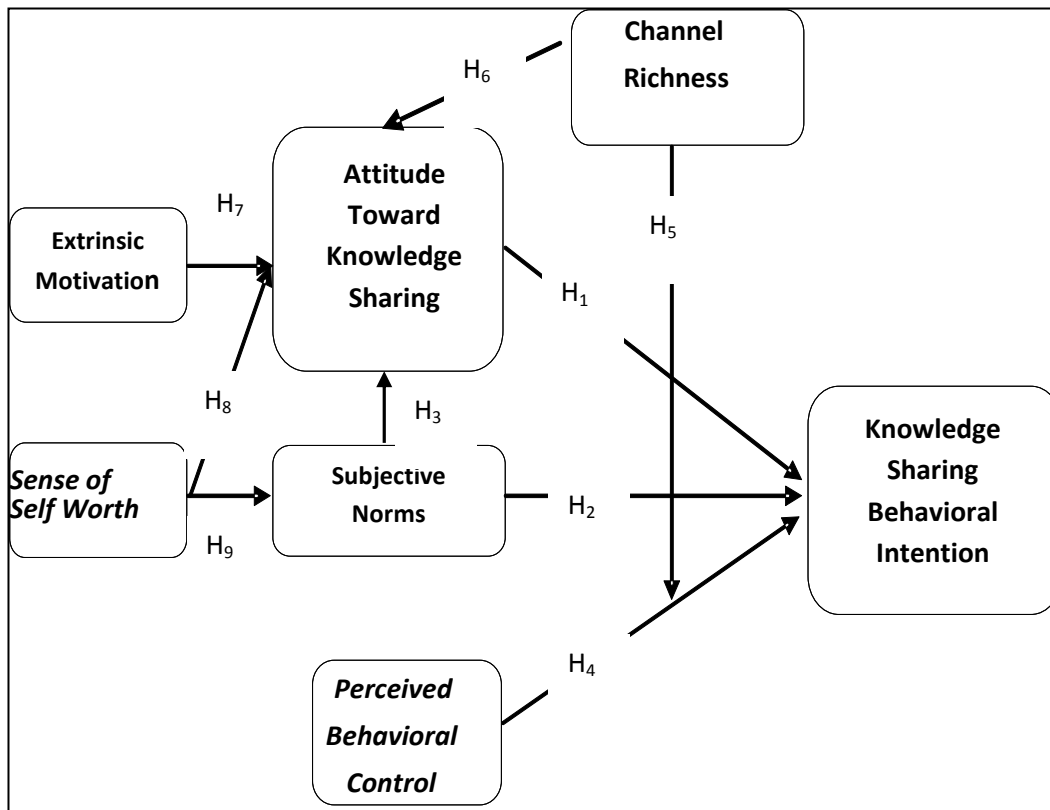 Channel
Richness
H₆
Attitude
Toward
Knowledge
Sharing
H₇
H₅
Extrinsic
Motivation
H₁
H₈
H₃
Knowledge
Sharing
Behavioral
Intention
Sense of
Self Worth
Subjective
Norms
H₂
H₉
H₄
Perceived
Behavioral
Control